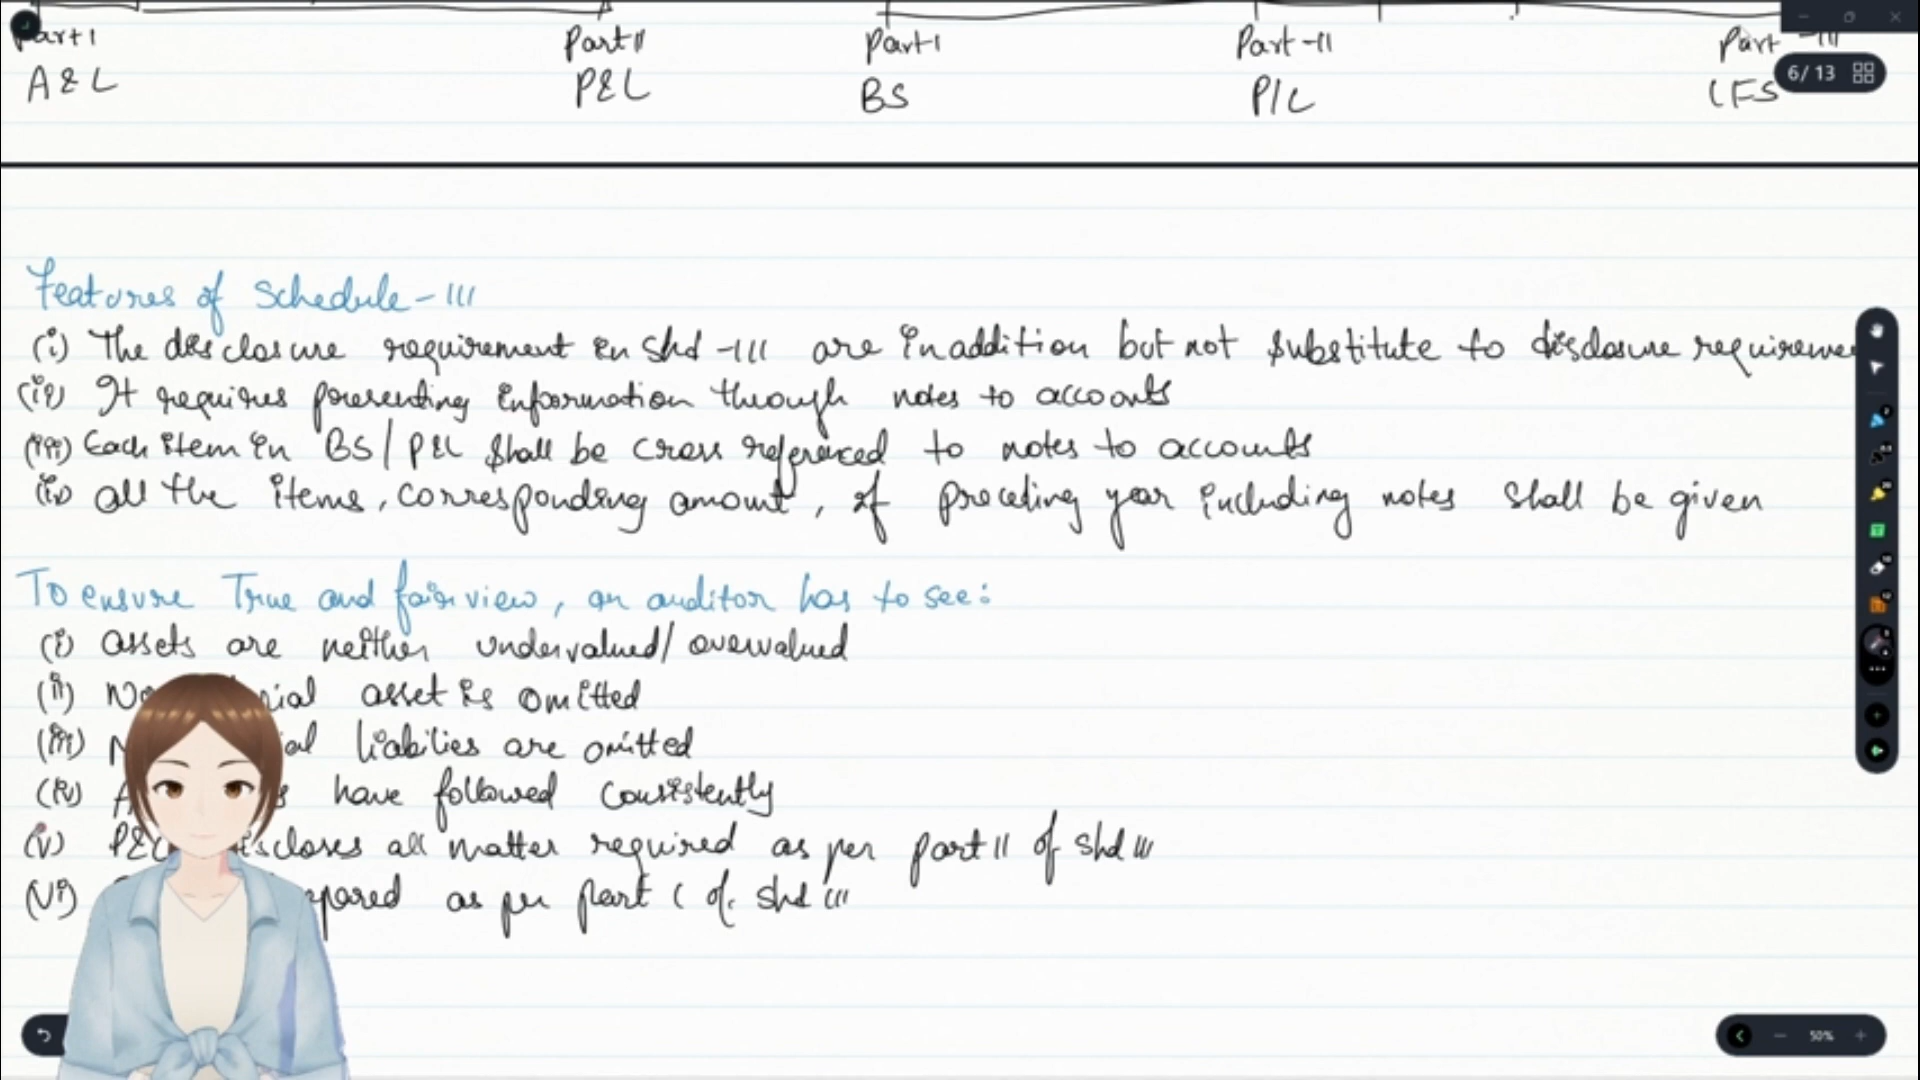 Part I Part II Part I Part-II Part -III
A & L P&L BS P/L CFS
6/13
Features of Schedule-III
(i) The disclosure requirement in Shd-III are in addition but not substitute to disclosure
(ii) It requires presenting information through notes to accounts
(iii) Each item in BS/P&L shall be cross referenced to notes to accounts
(iv) all the items, corresponding amount, of preceding year including notes shall be given
To ensure True and fair view, an auditor has to see:
(i) assets are neither undervalued/overvalued
(ii) asset is omitted
(iii) liabilies are omitted
(iv) have followed consistently
(v) P&L all matter required as per part II of shd III
(vi) as per part I of shd III
50%